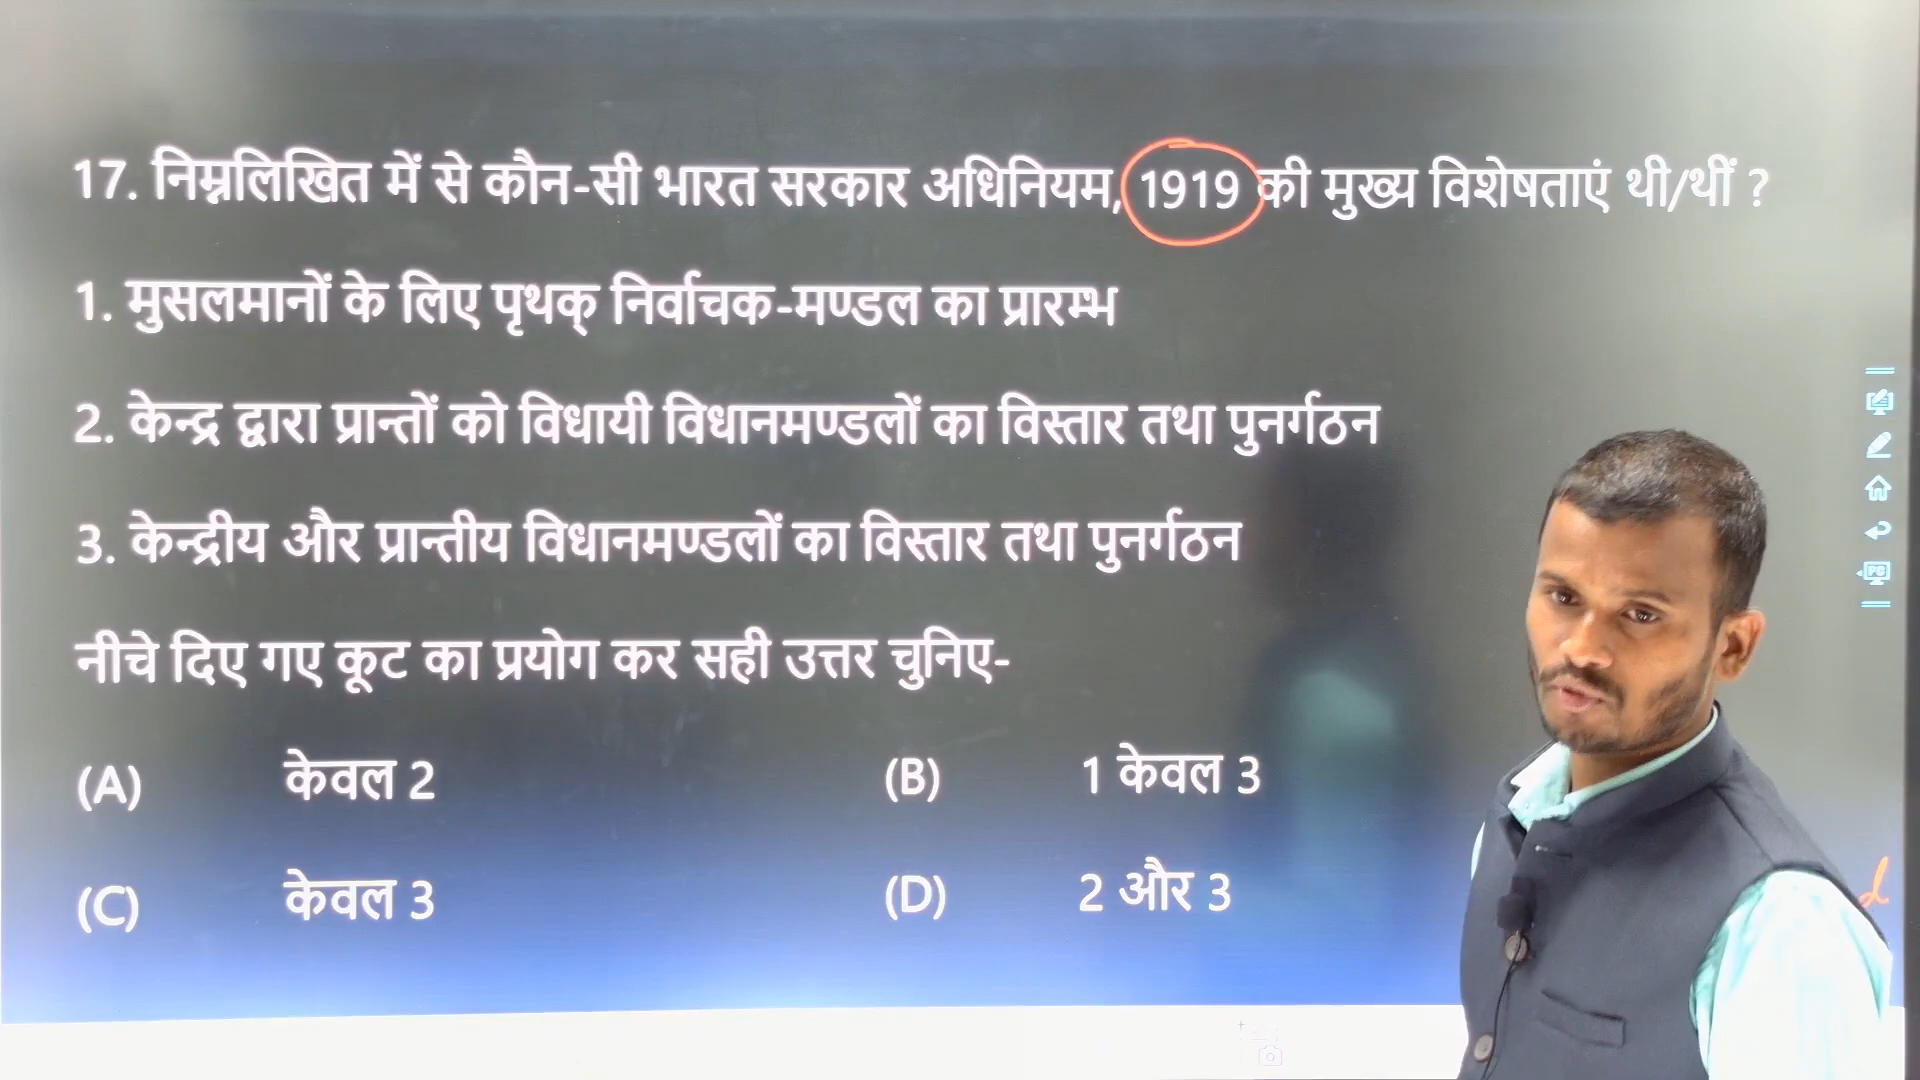 17. निम्नलिखित में से कौन-सी भारत सरकार अधिनियम, 1919 की मुख्य विशेषताएं थी/थीं ?
1. मुसलमानों के लिए पृथक् निर्वाचक-मण्डल का प्रारम्भ
2. केन्द्र द्वारा प्रान्तों को विधायी विधानमण्डलों का विस्तार तथा पुनर्गठन
3. केन्द्रीय और प्रान्तीय विधानमण्डलों का विस्तार तथा पुनर्गठन
नीचे दिए गए कूट का प्रयोग कर सही उत्तर चुनिए-
(A) केवल 2 (B) 1 केवल 3
(C) केवल 3 (D) 2 और 3
PC